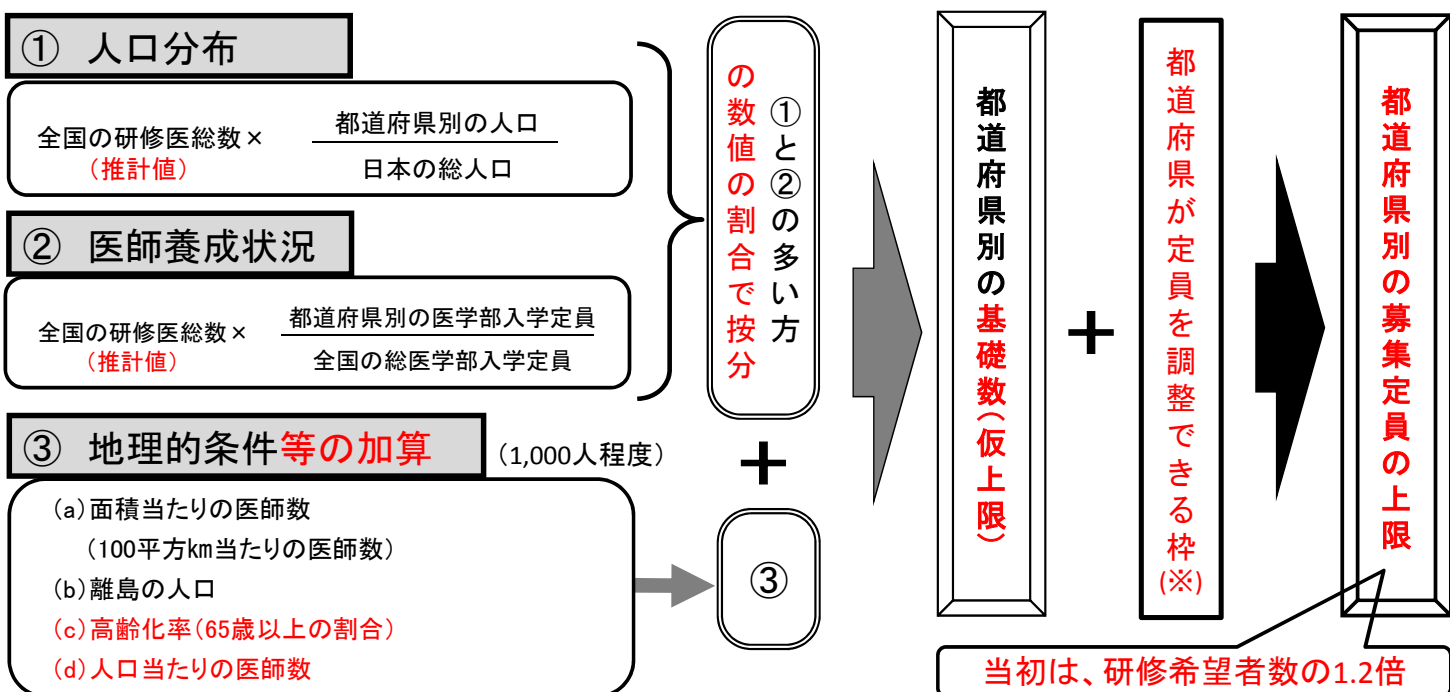 ① 人口分布
全国の研修医総数×
(推計値)
都道府県別の人口
日本の総人口
② 医師養成状況
全国の研修医総数×
(推計値)
都道府県別の医学部入学定員
全国の総医学部入学定員
③ 地理的条件等の加算
(1,000人程度)
(a)面積当たりの医師数
(100平方km当たりの医師数)
(b)離島の人口
(c)高齢化率(65歳以上の割合)
(d)人口当たりの医師数
①と②の多い方
の数値の割合で按分
+
③
都道府県別の基礎数(仮上限)
+
都道府県が定員を調整できる枠(※)
都道府県別の募集定員の上限
当初は、研修希望者数の1.2倍